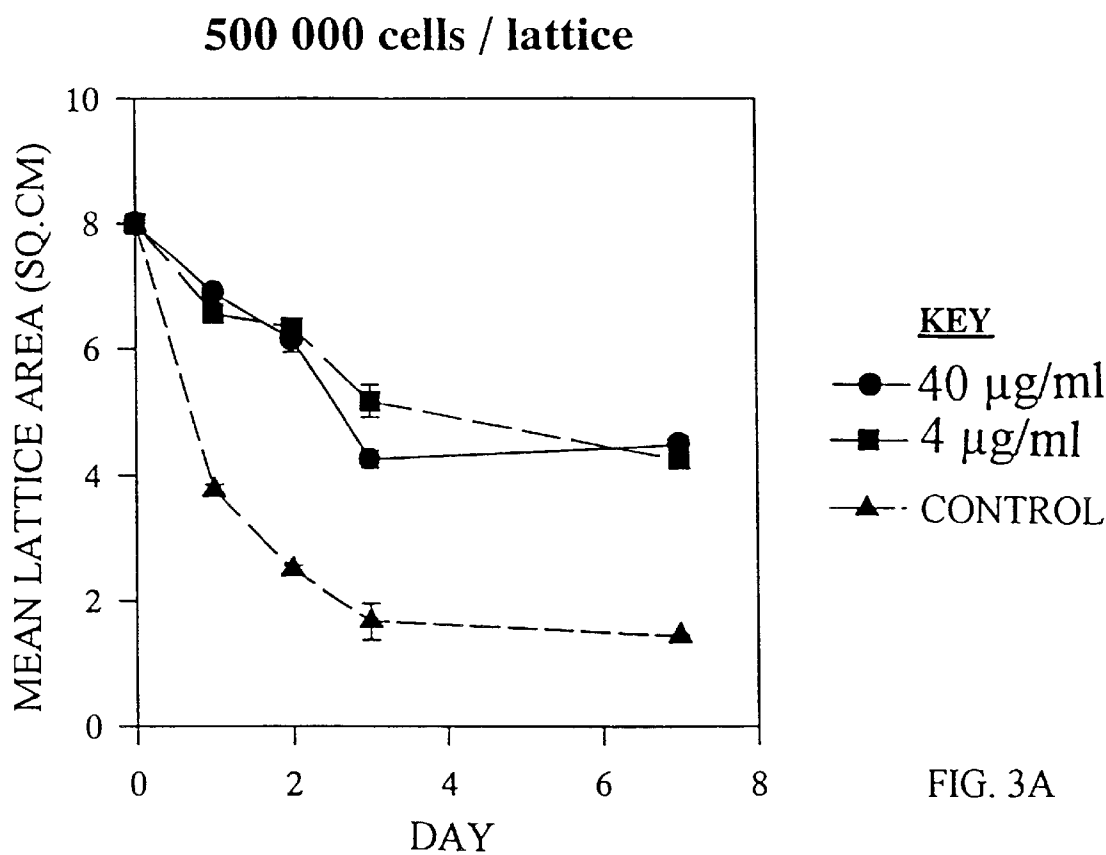 500 000 cells / lattice
10
8
6
4
2
0
MEAN LATTICE AREA (SQ.CM)
0 2 4 6 8
DAY
KEY
40 µg/ml
4 µg/ml
CONTROL
FIG. 3A